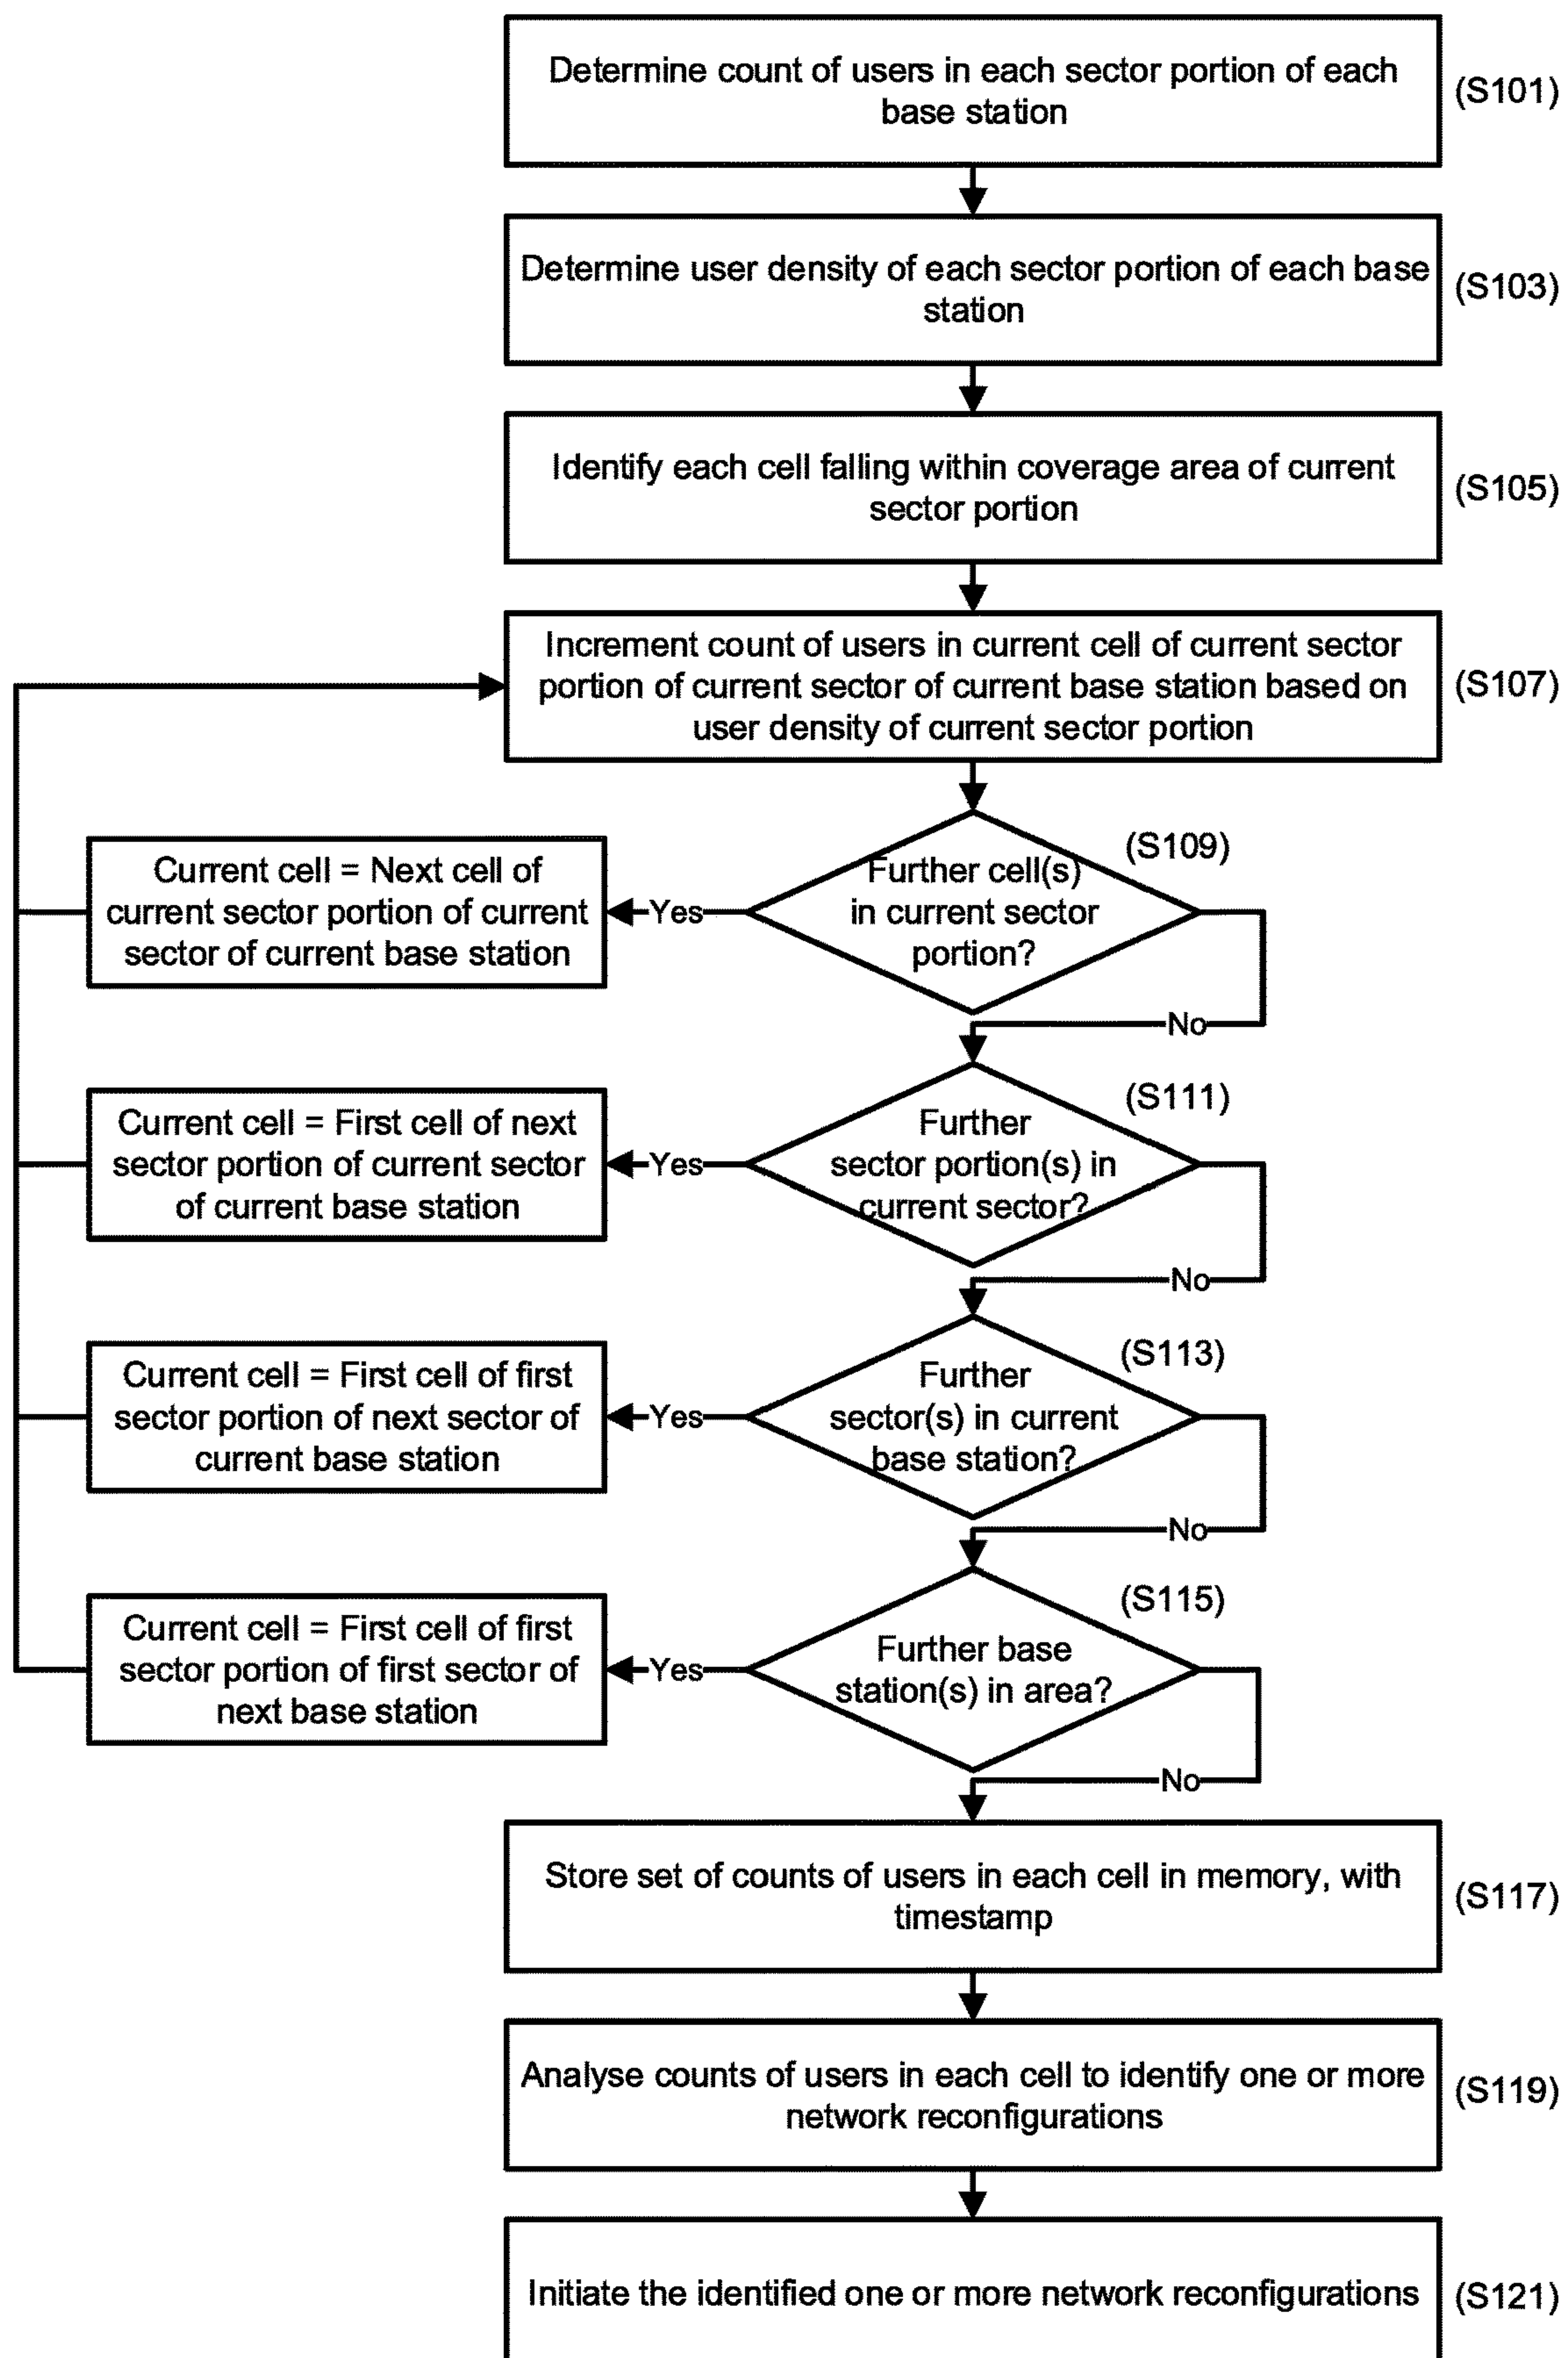 Determine count of users in each sector portion of each
base station
(S101)
Determine user density of each sector portion of each base
station
(S103)
Identify each cell falling within coverage area of current
sector portion
(S105)
Increment count of users in current cell of current sector
portion of current sector of current base station based on
user density of current sector portion
(S107)
Further cell(s)
in current sector
portion?
(S109)
Yes
Current cell = Next cell of
current sector portion of current
sector of current base station
No
Further
sector portion(s) in
current sector?
(S111)
Yes
Current cell = First cell of next
sector portion of current sector
of current base station
No
Further
sector(s) in current
base station?
(S113)
Yes
Current cell = First cell of first
sector portion of next sector of
current base station
No
Further base
station(s) in area?
(S115)
Yes
Current cell = First cell of first
sector portion of first sector of
next base station
No
Store set of counts of users in each cell in memory, with
timestamp
(S117)
Analyse counts of users in each cell to identify one or more
network reconfigurations
(S119)
Initiate the identified one or more network reconfigurations
(S121)